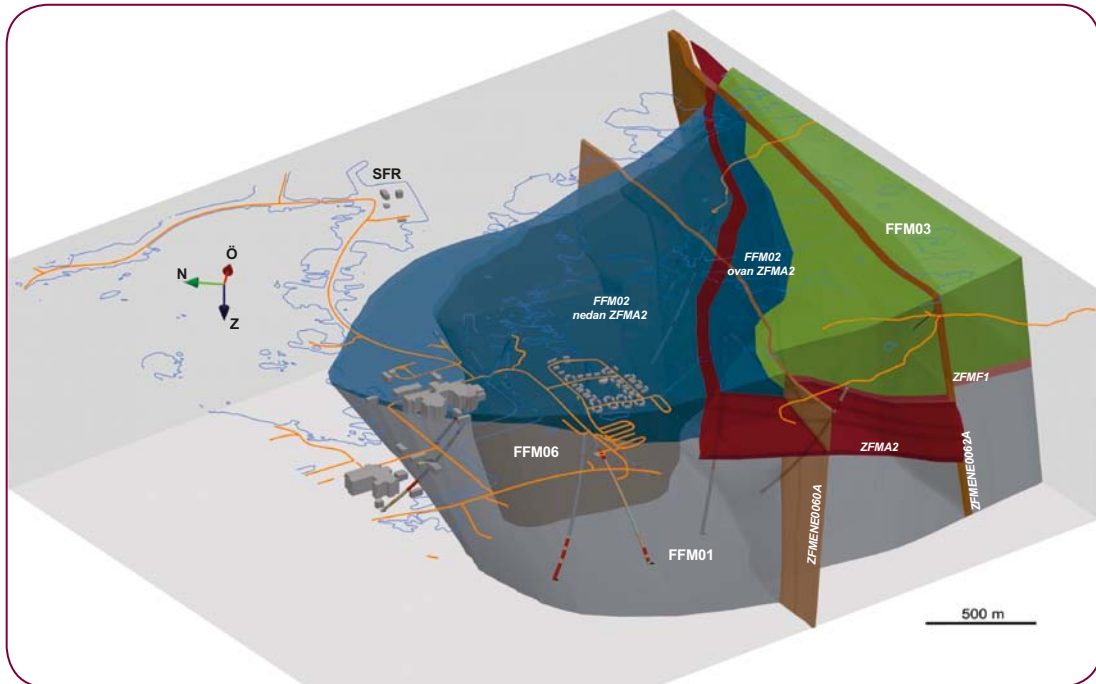 SFR
Ö
N
Z
FFM03
FFM02
ovan ZFMA2
FFM02
nedan ZFMA2
ZFMF1
ZFMA2
FFM06
ZFMENE0062A
ZFMENE0060A
FFM01
500 m